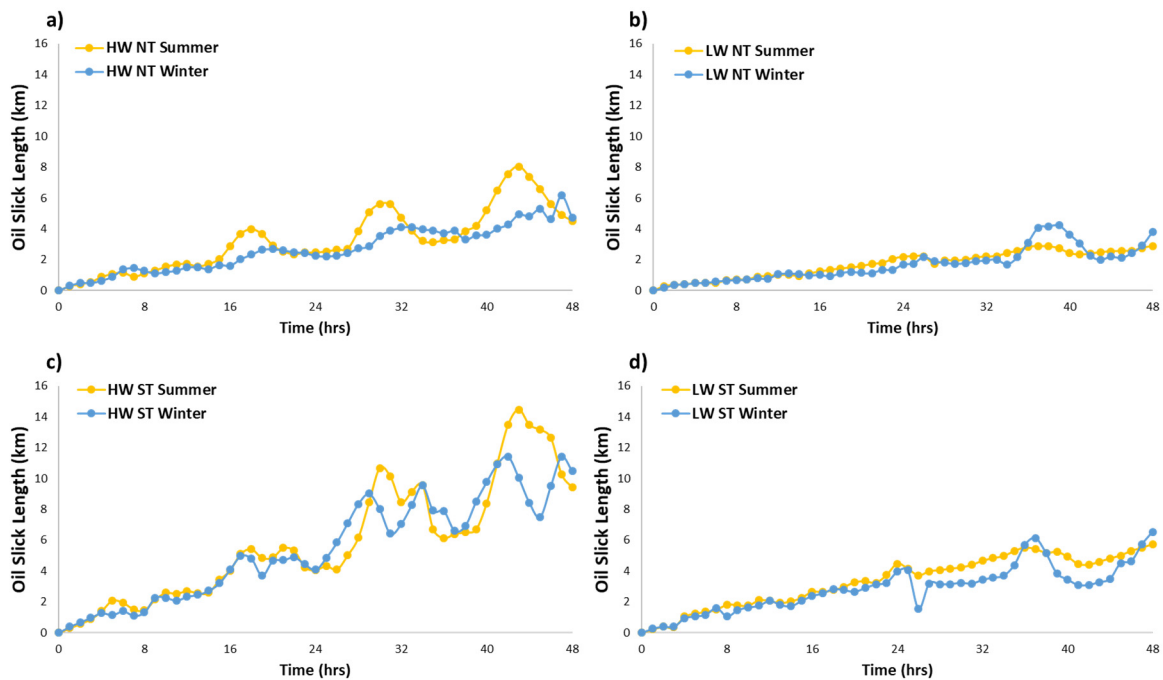 a)
HW NT Summer
HW NT Winter
Oil Slick Length (km)
16
14
12
10
8
6
4
2
0
0 8 16 24 32 40 48
Time (hrs)
b)
LW NT Summer
LW NT Winter
Oil Slick Length (km)
16
14
12
10
8
6
4
2
0
0 8 16 24 32 40 48
Time (hrs)
c)
HW ST Summer
HW ST Winter
Oil Slick Length (km)
16
14
12
10
8
6
4
2
0
0 8 16 24 32 40 48
Time (hrs)
d)
LW ST Summer
LW ST Winter
Oil Slick Length (km)
16
14
12
10
8
6
4
2
0
0 8 16 24 32 40 48
Time (hrs)